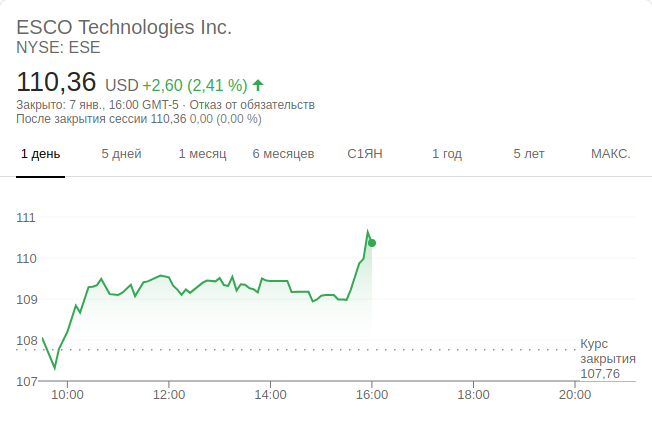 ESCO Technologies Inc.
NYSE: ESE
110,36 USD +2,60 (2,41 %)
Закрыто: 7 янв., 16:00 GMT-5 · Отказ от обязательств
После закрытия сессии 110,36 0,00 (0,00 %)
1 день 5 дней 1 месяц 6 месяцев С1ЯН 1 год 5 лет МАКС.
111
110
109
108
107
Курс
закрытия
107,76
10:00 12:00 14:00 16:00 18:00 20:00